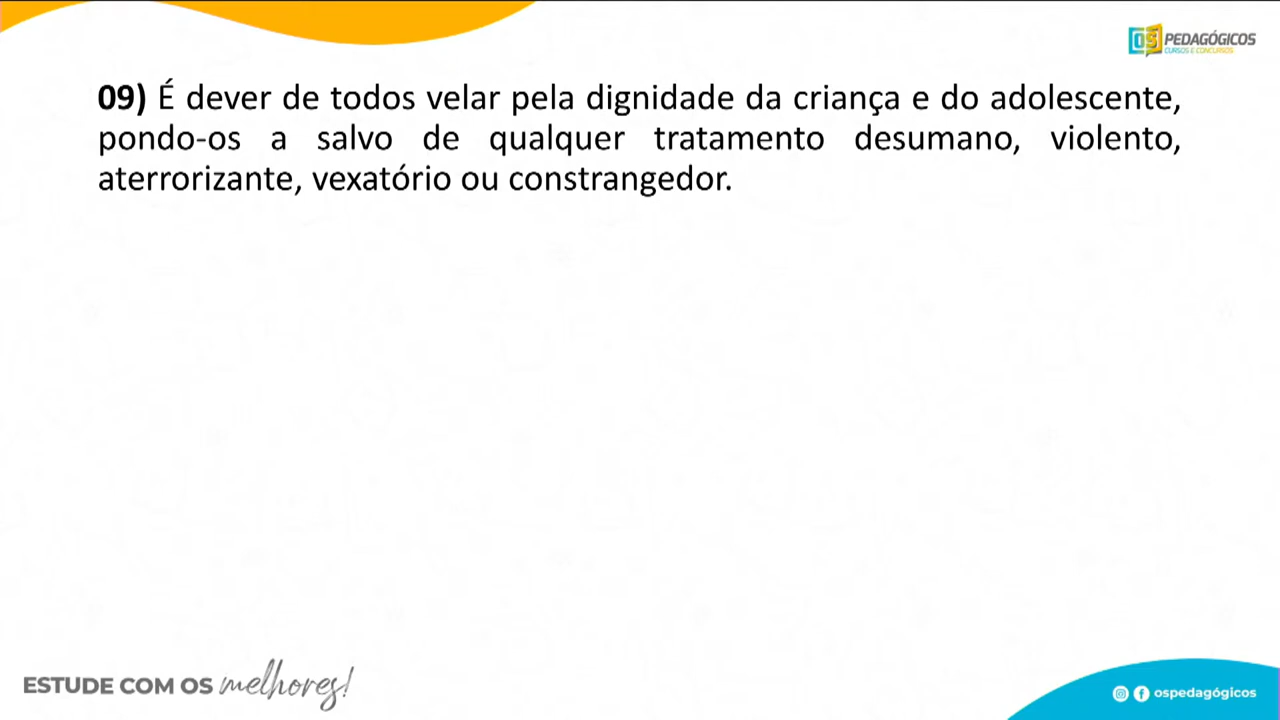 OS PEDAGÓGICOS
CURSOS E CONCURSOS
09) É dever de todos velar pela dignidade da criança e do adolescente,
pondo-os a salvo de qualquer tratamento desumano, violento,
aterrorizante, vexatório ou constrangedor.
ESTUDE COM OS melhores!
ospedagógicos